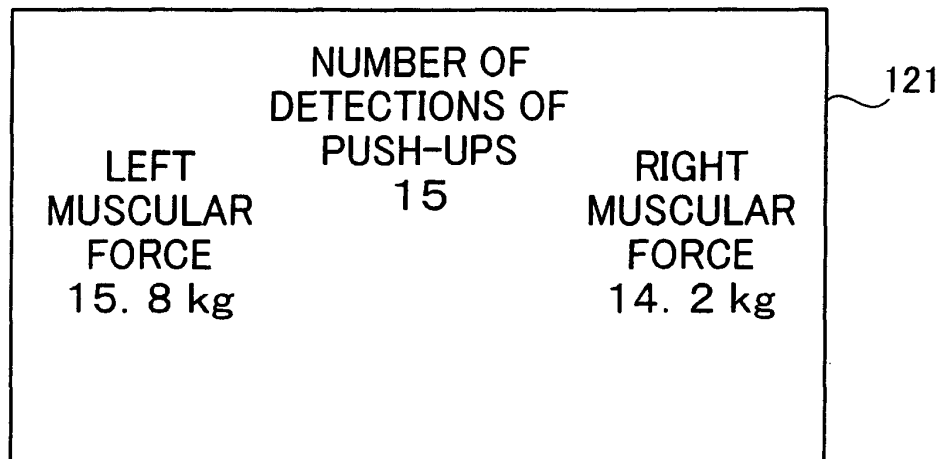 NUMBER OF
DETECTIONS OF
PUSH-UPS
15
LEFT
MUSCULAR
FORCE
15. 8 kg
RIGHT
MUSCULAR
FORCE
14. 2 kg
121